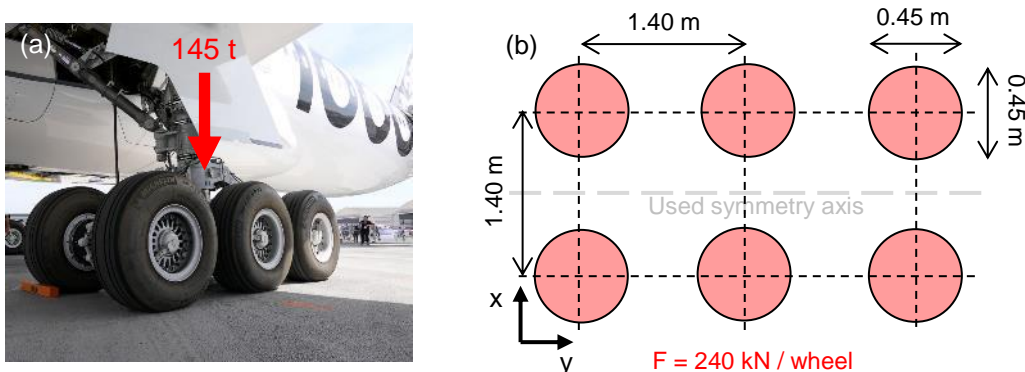 (a)
145 t
(b)
1.40 m
0.45 m
0.45 m
1.40 m
Used symmetry axis
x
y
F = 240 kN / wheel